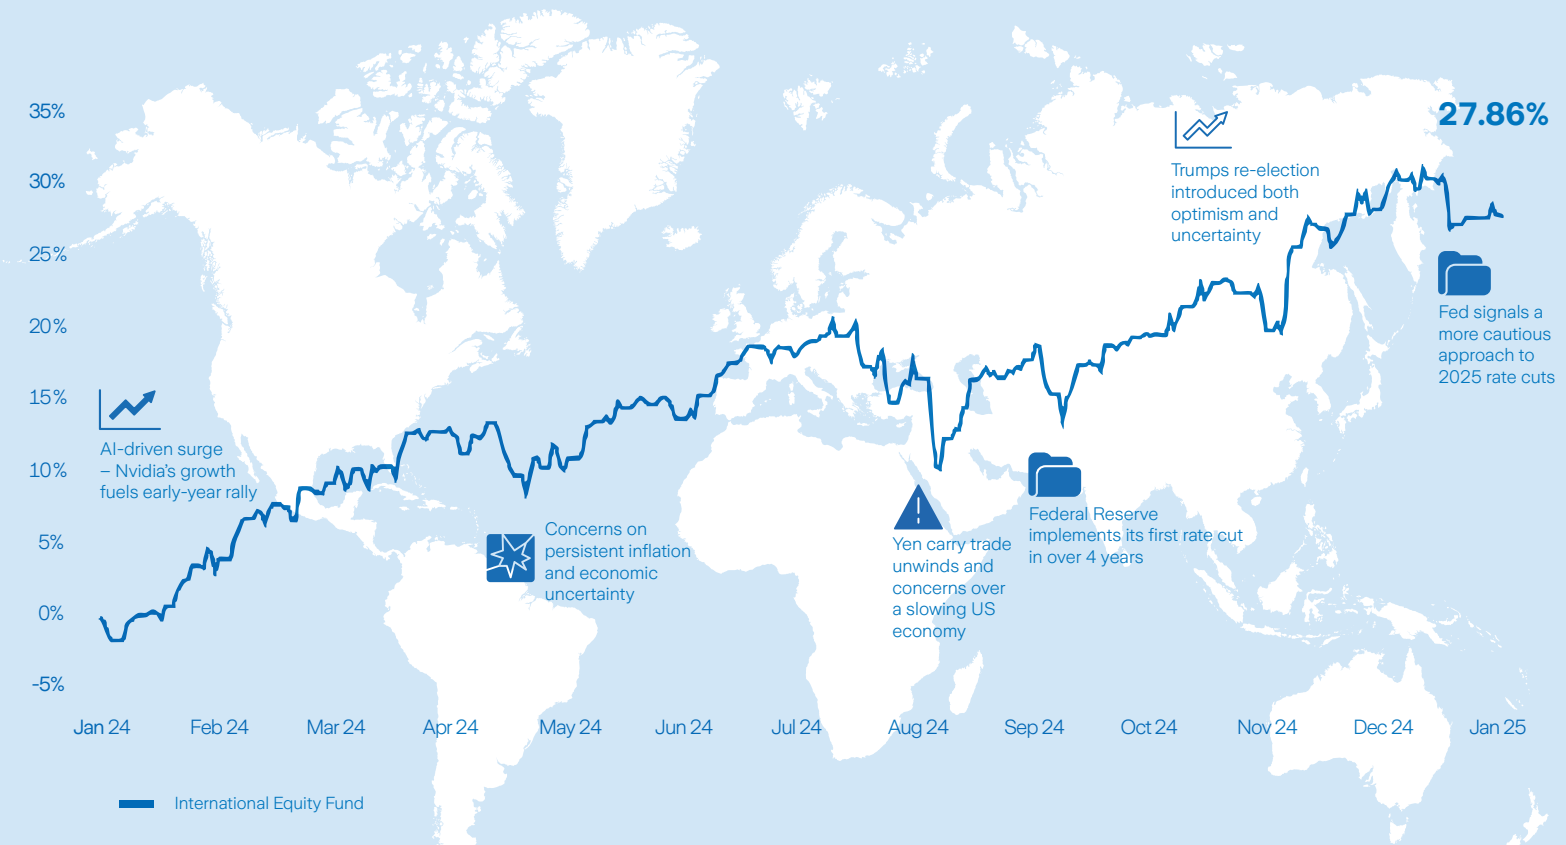 35%
30%
25%
20%
15%
10%
5%
0%
-5%
27.86%
Trumps re-election
introduced both
optimism and
uncertainty
Fed signals a
more cautious
approach to
2025 rate cuts
AI-driven surge
– Nvidia's growth
fuels early-year rally
Concerns on
persistent inflation
and economic
uncertainty
Yen carry trade
unwinds and
concerns over
a slowing US
economy
Federal Reserve
implements its first rate cut
in over 4 years
Jan 24 Feb 24 Mar 24 Apr 24 May 24 Jun 24 Jul 24 Aug 24 Sep 24 Oct 24 Nov 24 Dec 24 Jan 25
International Equity Fund